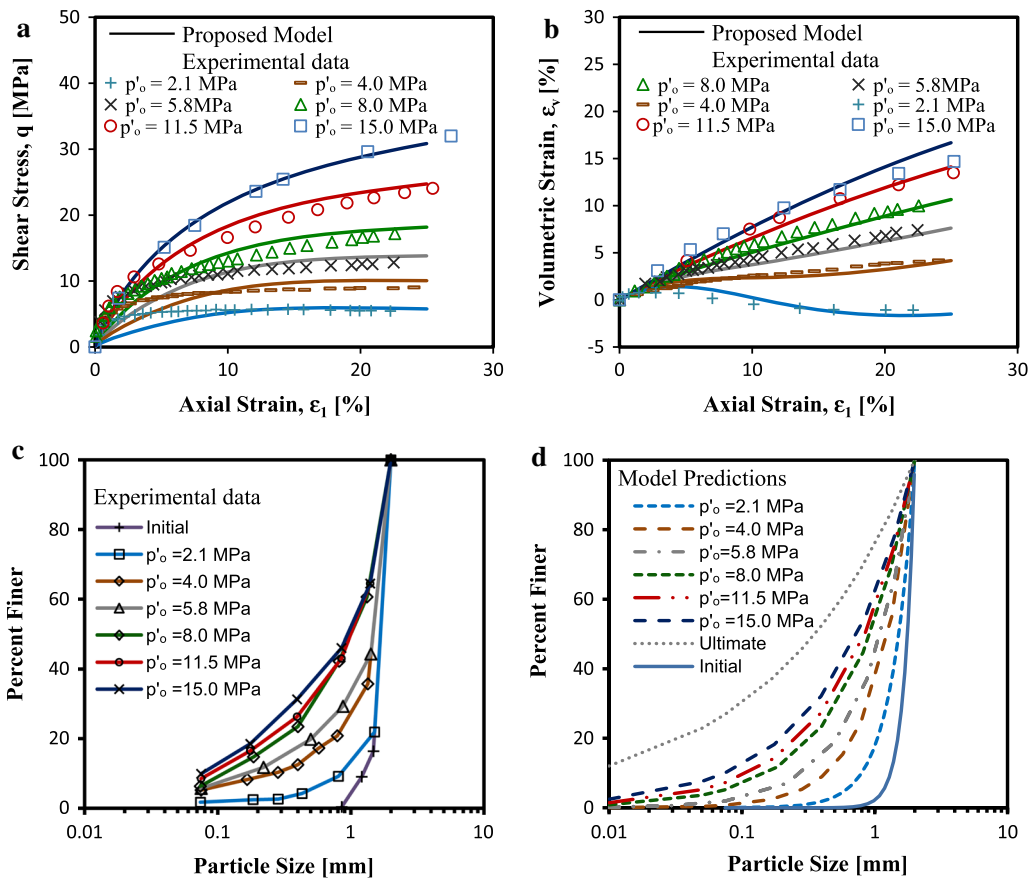 a
50
40
30
20
10
0
0 10 20 30
Shear Stress, q [MPa]
Axial Strain, ε1 [%]
Proposed Model
Experimental data
p'o = 2.1 MPa
p'o = 4.0 MPa
p'o = 5.8MPa
p'o = 8.0 MPa
p'o = 11.5 MPa
p'o = 15.0 MPa
b
30
25
20
15
10
5
0
-5
0 10 20 30
Volumetric Strain, εv [%]
Axial Strain, ε1 [%]
Proposed Model
Experimental data
p'o = 8.0 MPa
p'o = 5.8MPa
p'o = 4.0 MPa
p'o = 2.1 MPa
p'o = 11.5 MPa
p'o = 15.0 MPa
c
100
80
60
40
20
0
0.01 0.1 1 10
Percent Finer
Particle Size [mm]
Experimental data
Initial
p'o =2.1 MPa
p'o =4.0 MPa
p'o =5.8 MPa
p'o =8.0 MPa
p'o =11.5 MPa
p'o =15.0 MPa
d
100
80
60
40
20
0
0.01 0.1 1 10
Percent Finer
Particle Size [mm]
Model Predictions
p'o =2.1 MPa
p'o =4.0 MPa
p'o=5.8 MPa
p'o =8.0 MPa
p'o=11.5 MPa
p'o =15.0 MPa
Ultimate
Initial